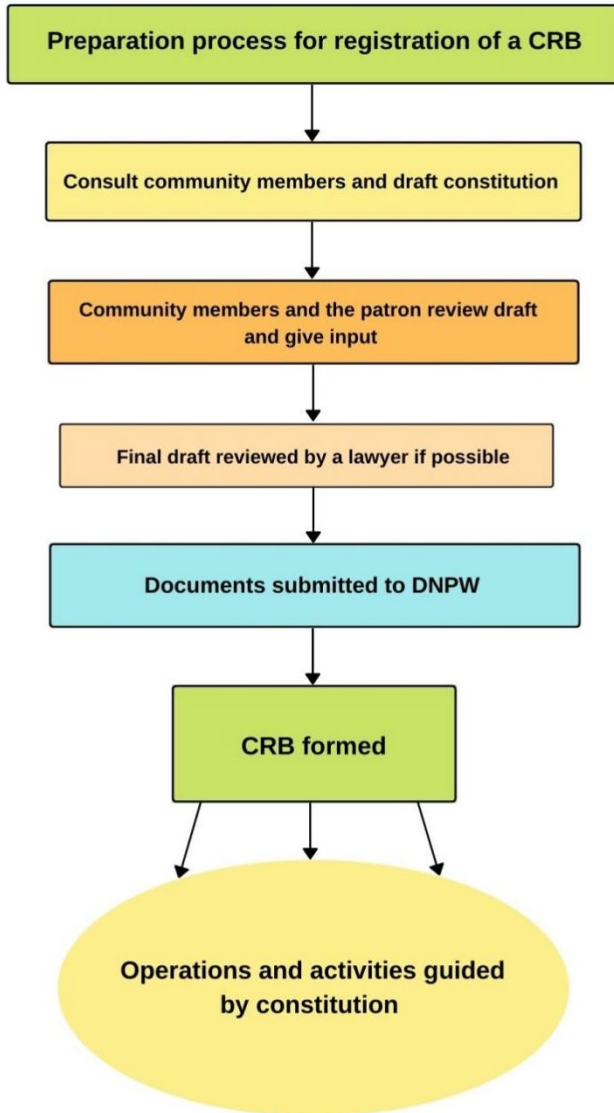 Preparation process for registration of a CRB
Consult community members and draft constitution
Community members and the patron review draft
and give input
Final draft reviewed by a lawyer if possible
Documents submitted to DNPW
CRB formed
Operations and activities guided
by constitution